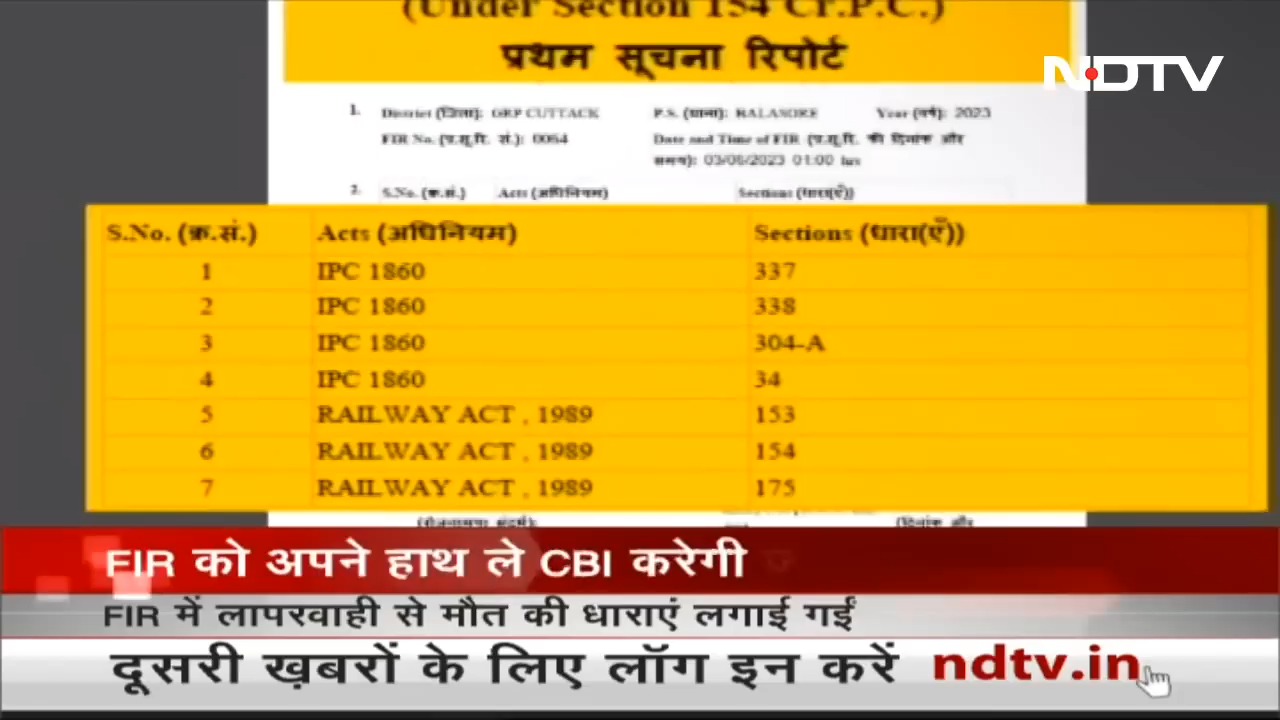 (Under Section 154 Cr.P.C.)
प्रथम सूचना रिपोर्ट
NDTV
1. District (जिला): GRP CUTTACK P.S. (थाना): BALASORE Year (वर्ष): 2023
FIR No. (प्र.सू.रि. सं.): 0064 Date and Time of FIR (प्र.सू.रि. की दिनांक और
समय): 03/06/2023 01:00 hrs
2. S.No. (क्र.सं.) Acts (अधिनियम) Sections (धारा(एँ))
S.No. (क्र.सं.) Acts (अधिनियम) Sections (धारा(एँ))
1 IPC 1860 337
2 IPC 1860 338
3 IPC 1860 304-A
4 IPC 1860 34
5 RAILWAY ACT , 1989 153
6 RAILWAY ACT , 1989 154
7 RAILWAY ACT , 1989 175
(दिनांक और
FIR को अपने हाथ ले CBI करेगी
FIR में लापरवाही से मौत की धाराएं लगाई गईं
दूसरी ख़बरों के लिए लॉग इन करें ndtv.in